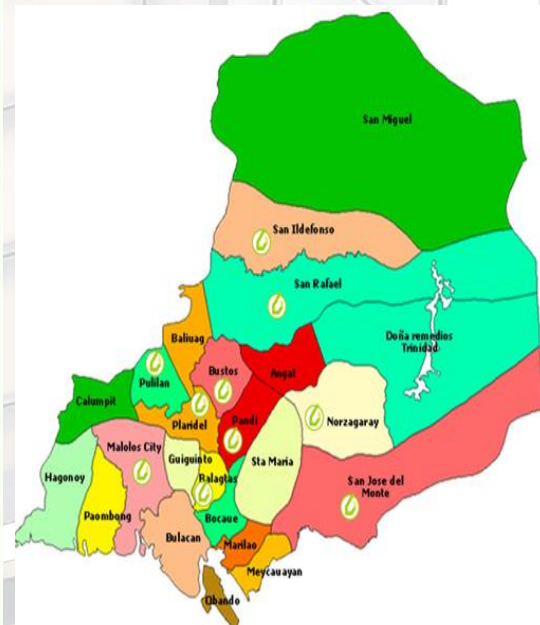 San Miguel
San Ildefonso
San Rafael
Doña remedios
Trinidad
Baliuag
Bustos
Angat
Pulilan
Calumpit
Plaridel
Pandi
Norzagaray
Malolos City
Guiguinto
Sta Maria
Hagonoy
Ralagtas
San Jose del
Monte
Paombong
Bocaue
Bulacan
Marilao
Meycauayan
Obando